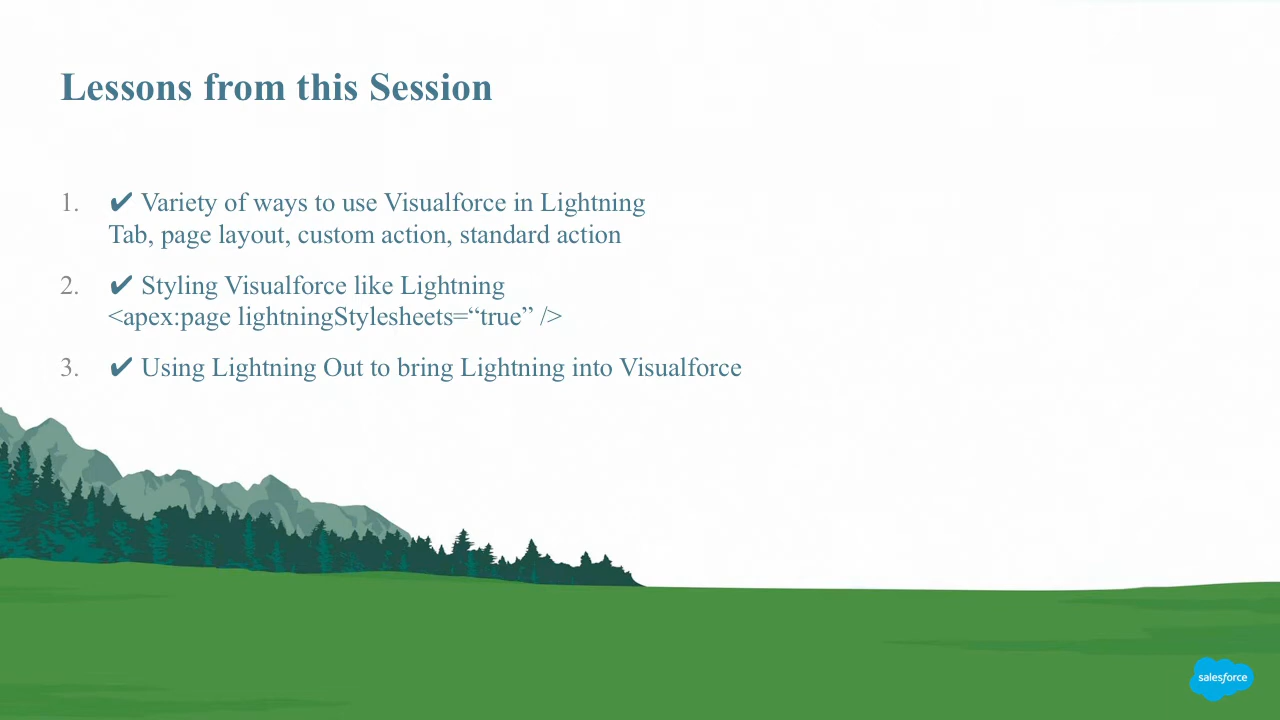 Lessons from this Session
1. ✔ Variety of ways to use Visualforce in Lightning
Tab, page layout, custom action, standard action
2. ✔ Styling Visualforce like Lightning
<apex:page lightningStylesheets=“true” />
3. ✔ Using Lightning Out to bring Lightning into Visualforce
salesforce